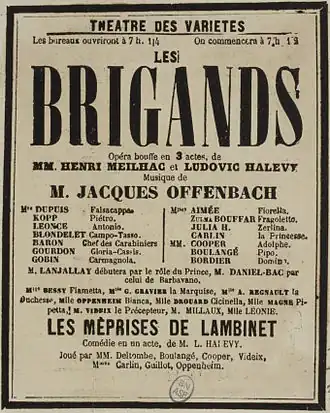 THEATRE DES VARIETES
Les bureaux ouvriront à 7 h. 1/4 On commencera à 7 h 1/2
LES
BRIGANDS
Opéra bouffe en 3 actes, de
MM. HENRI MEILHAC et LUDOVIC HALEVY
Musique de
M. JACQUES OFFENBACH
MM. DUPUIS Falsacappa.
KOPP Piétro.
LEONCE Antonio.
BLONDELET Campo-Tasso.
BARON Chef des Carabiniers
GOURDON Gloria-Cassis.
GOBIN Carmagnola.
Mmes AIMÉE Fiorella.
ZULMA BOUFFAR Fragoletto.
JULIA H. Zerlina.
CARLIN la Princesse.
MM. COOPER Adolphe.
BOULANGÉ Pipo.
BORDIER Domino.
M. LANJALLAY débutera par le rôle du Prince, M. DANIEL-BAC par
celui de Barbavano.
Mlle BESSY Fiametta, Mlle G. GRAVIER la Marquise, Mlle A. REGNAULT la
Duchesse, Mlle OPPENHEIM Bianca, Mlle DROUARD Cicinella, Mlle MAGNE Pi-
petta, M. VIDEIX le Précepteur, M. MILLAUX, Mlle LÉONIE.
LES MÈPRISES DE LAMBINET
Comédie en un acte, de M. L. HALEVY.
Joué par MM. Deltombe, Boulangé, Cooper, Videix,
Mmes Carlin, Guillot, Oppenheim.